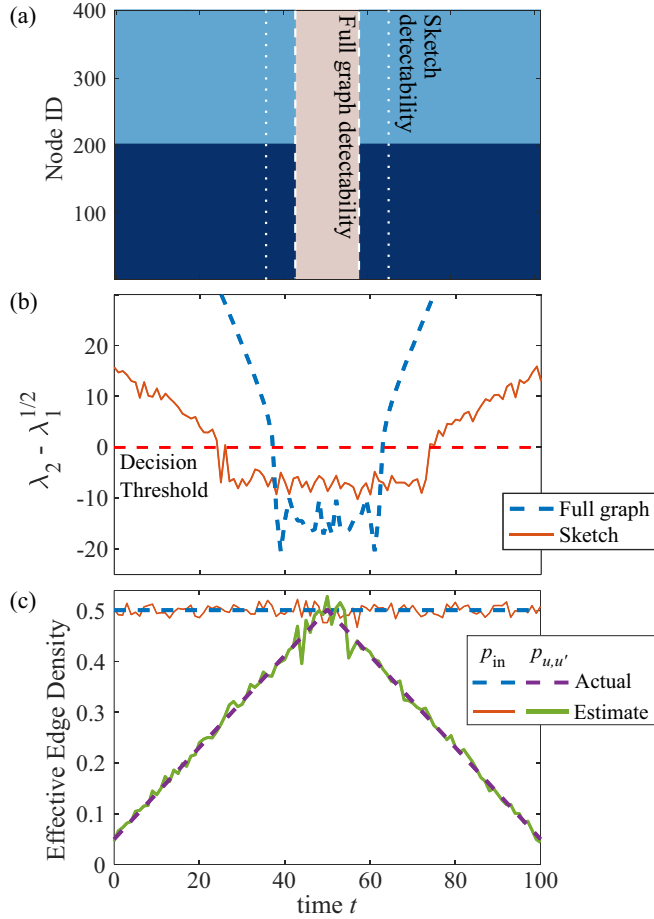 (a)
400
300
200
100
Node ID
Full graph detectability
Sketch
detectability
(b)
20
10
0
-10
-20
λ2 - λ1^1/2
Decision
Threshold
Full graph
Sketch
(c)
0.5
0.4
0.3
0.2
0.1
0
Effective Edge Density
p_in p_u,u'
Actual
Estimate
0 20 40 60 80 100
time t